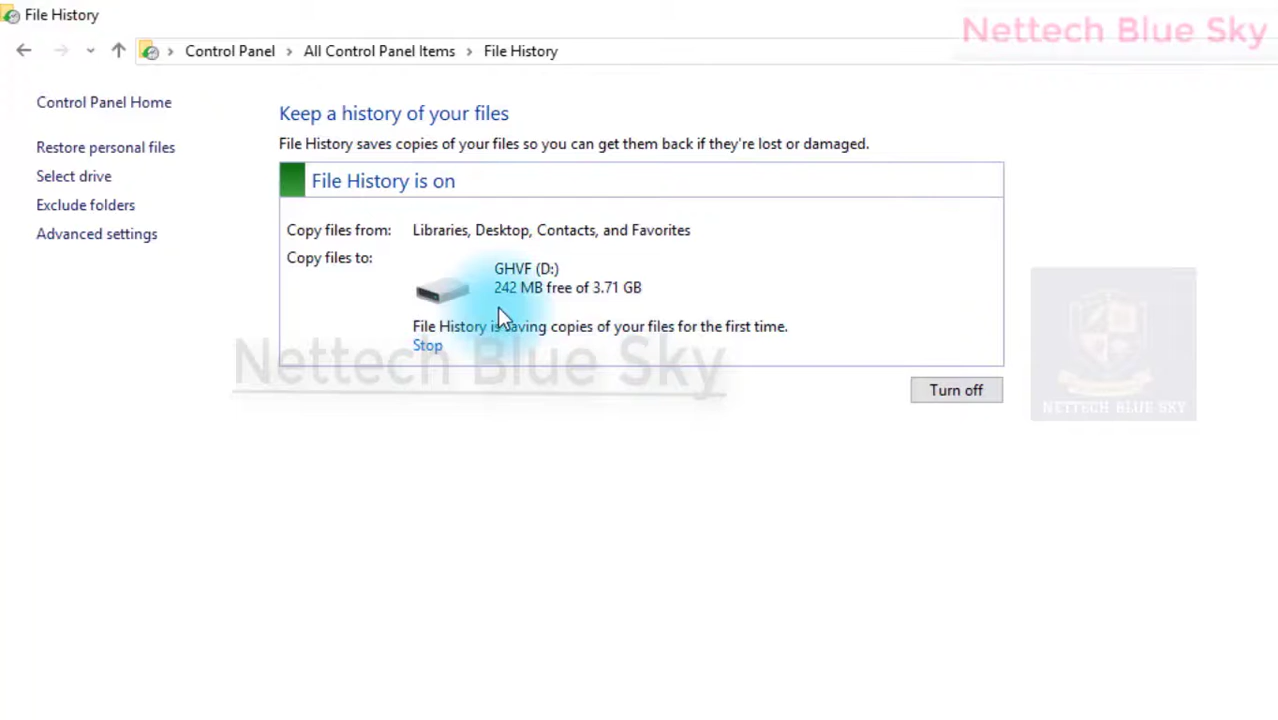 File History
Nettech Blue Sky
Control Panel › All Control Panel Items › File History
Control Panel Home
Restore personal files
Select drive
Exclude folders
Advanced settings
Keep a history of your files
File History saves copies of your files so you can get them back if they're lost or damaged.
File History is on
Copy files from: Libraries, Desktop, Contacts, and Favorites
Copy files to:
GHVF (D:)
242 MB free of 3.71 GB
File History is saving copies of your files for the first time.
Stop
Nettech Blue Sky
Turn off
NETTECH BLUE SKY